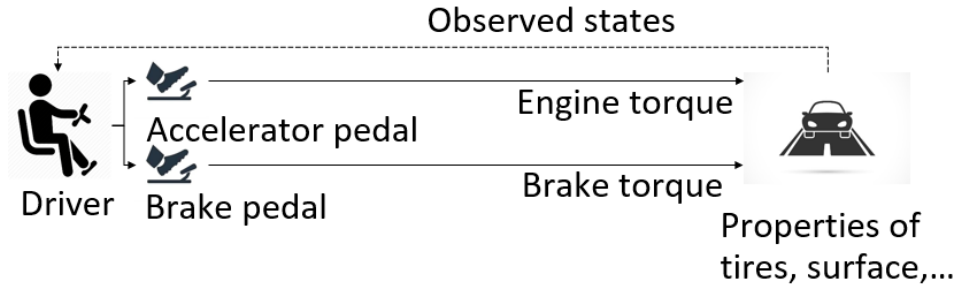 Observed states
Engine torque
Accelerator pedal
Brake torque
Driver
Brake pedal
Properties of
tires, surface,...